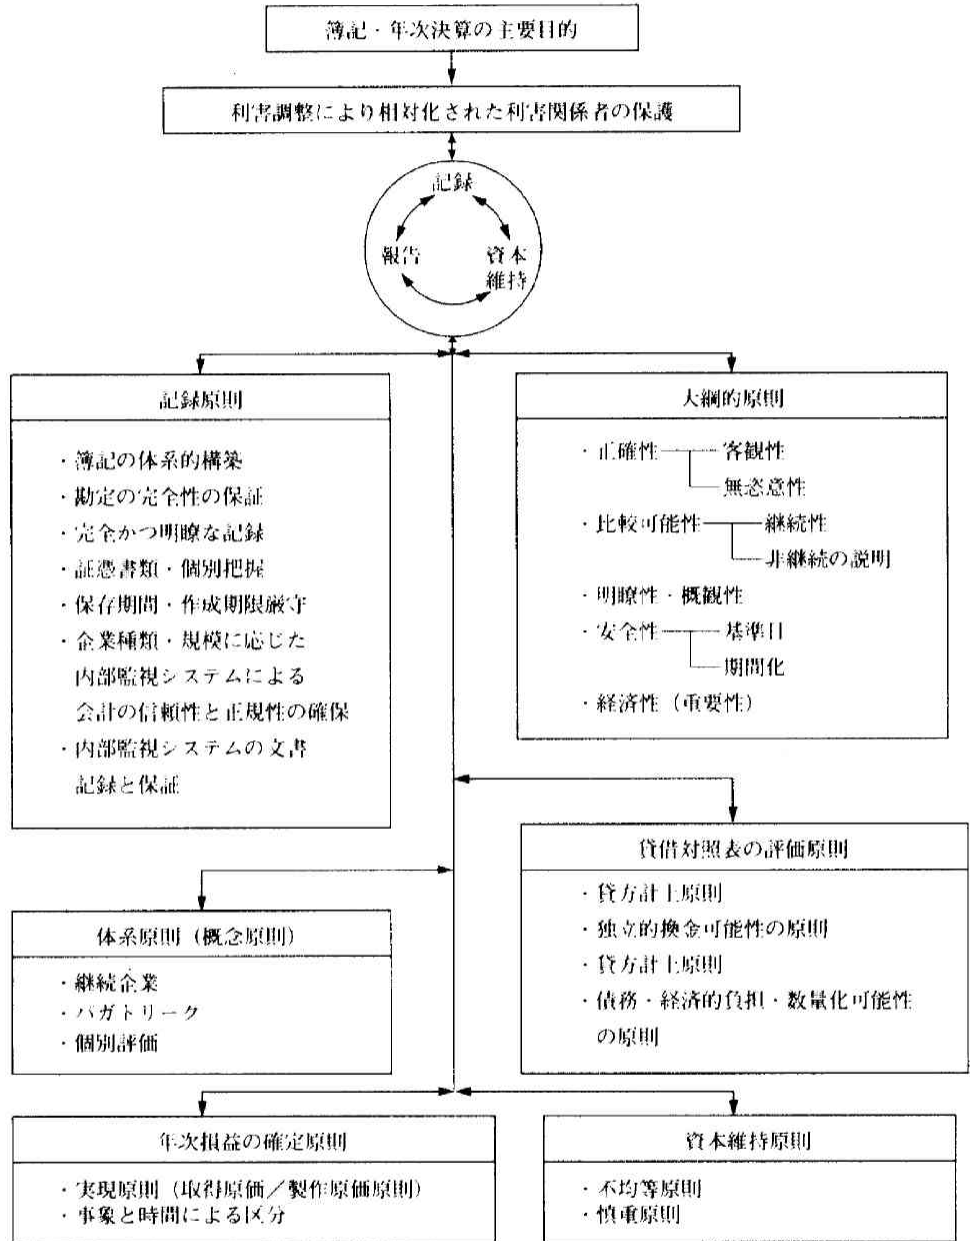 簿記・年次決算の主要目的
利害調整により相対化された利害関係者の保護
記録
報告
資本
維持
記録原則
・簿記の体系的構築
・勘定の完全性の保証
・完全かつ明瞭な記録
・証憑書類・個別把握
・保存期間・作成期限厳守
・企業種類・規模に応じた
内部監視システムによる
会計の信頼性と正規性の確保
・内部監視システムの文書
記録と保証
大綱的原則
・正確性
客観性
無恣意性
・比較可能性
継続性
非継続の説明
・明瞭性・概観性
・安全性
基準日
期間化
・経済性（重要性）
貸借対照表の評価原則
・貸方計上原則
・独立的換金可能性の原則
・貸方計上原則
・債務・経済的負担・数量化可能性
の原則
体系原則（概念原則）
・継続企業
・パガトリーク
・個別評価
年次損益の確定原則
・実現原則（取得原価／製作原価原則）
・事象と時間による区分
資本維持原則
・不均等原則
・慎重原則